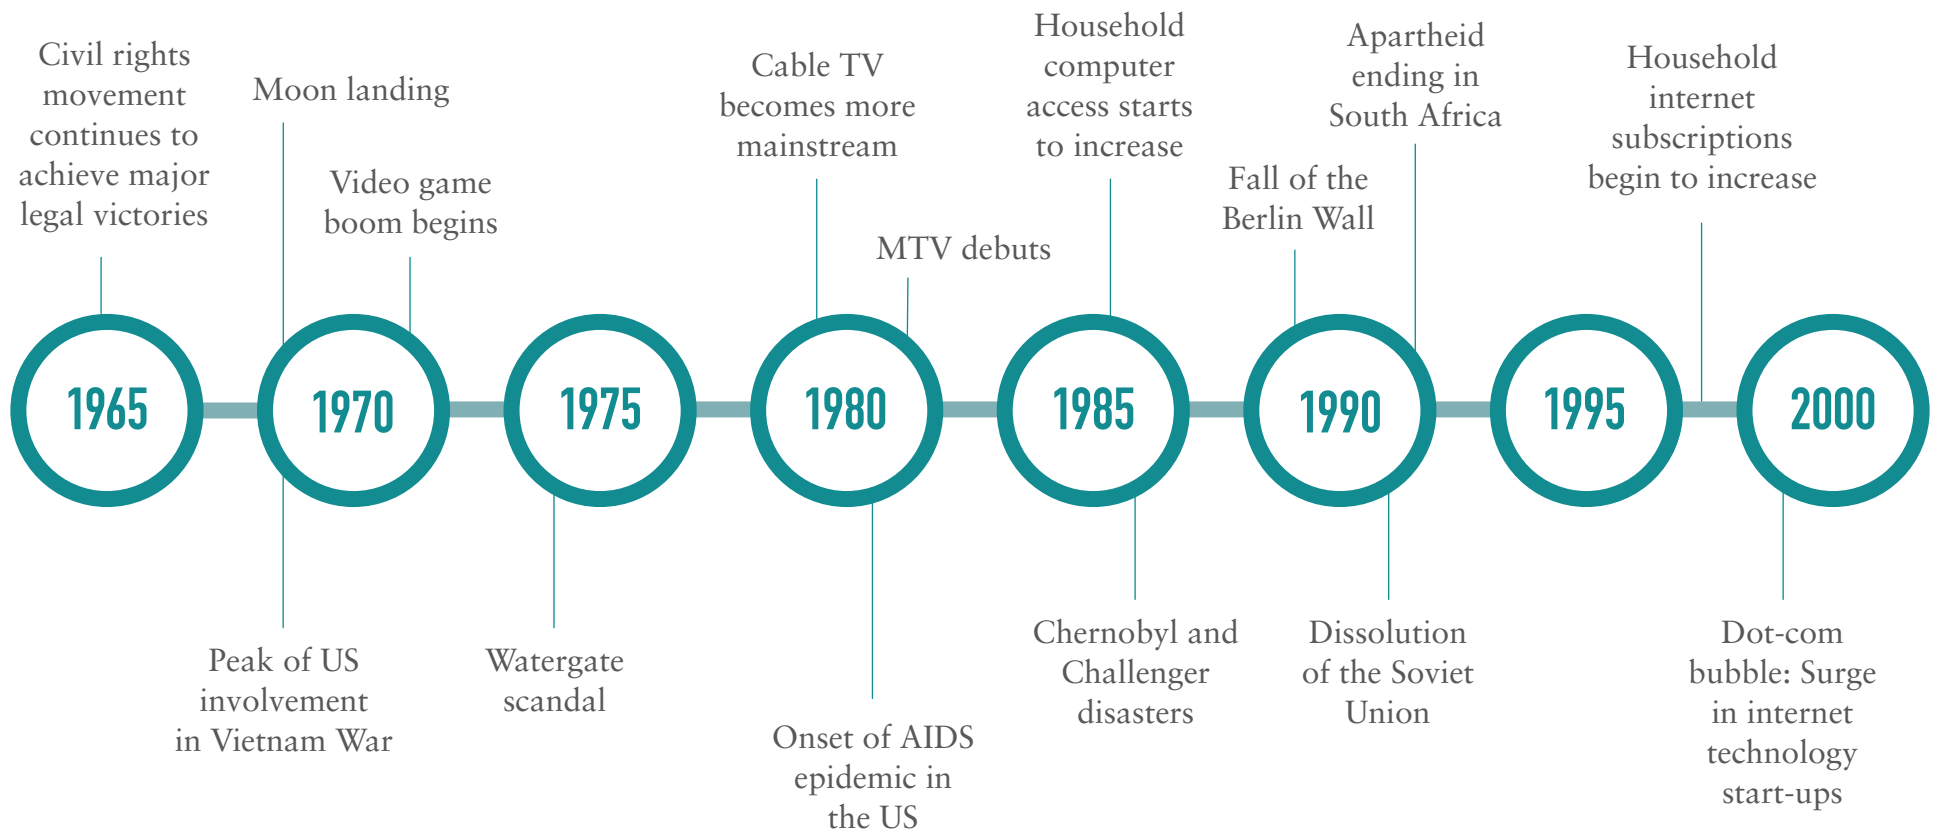 Civil rights
movement
continues to
achieve major
legal victories
Moon landing
Video game
boom begins
Cable TV
becomes more
mainstream
MTV debuts
Household
computer
access starts
to increase
Fall of the
Berlin Wall
Apartheid
ending in
South Africa
Household
internet
subscriptions
begin to increase
1965
1970
1975
1980
1985
1990
1995
2000
Peak of US
involvement
in Vietnam War
Watergate
scandal
Onset of AIDS
epidemic in
the US
Chernobyl and
Challenger
disasters
Dissolution
of the Soviet
Union
Dot-com
bubble: Surge
in internet
technology
start-ups